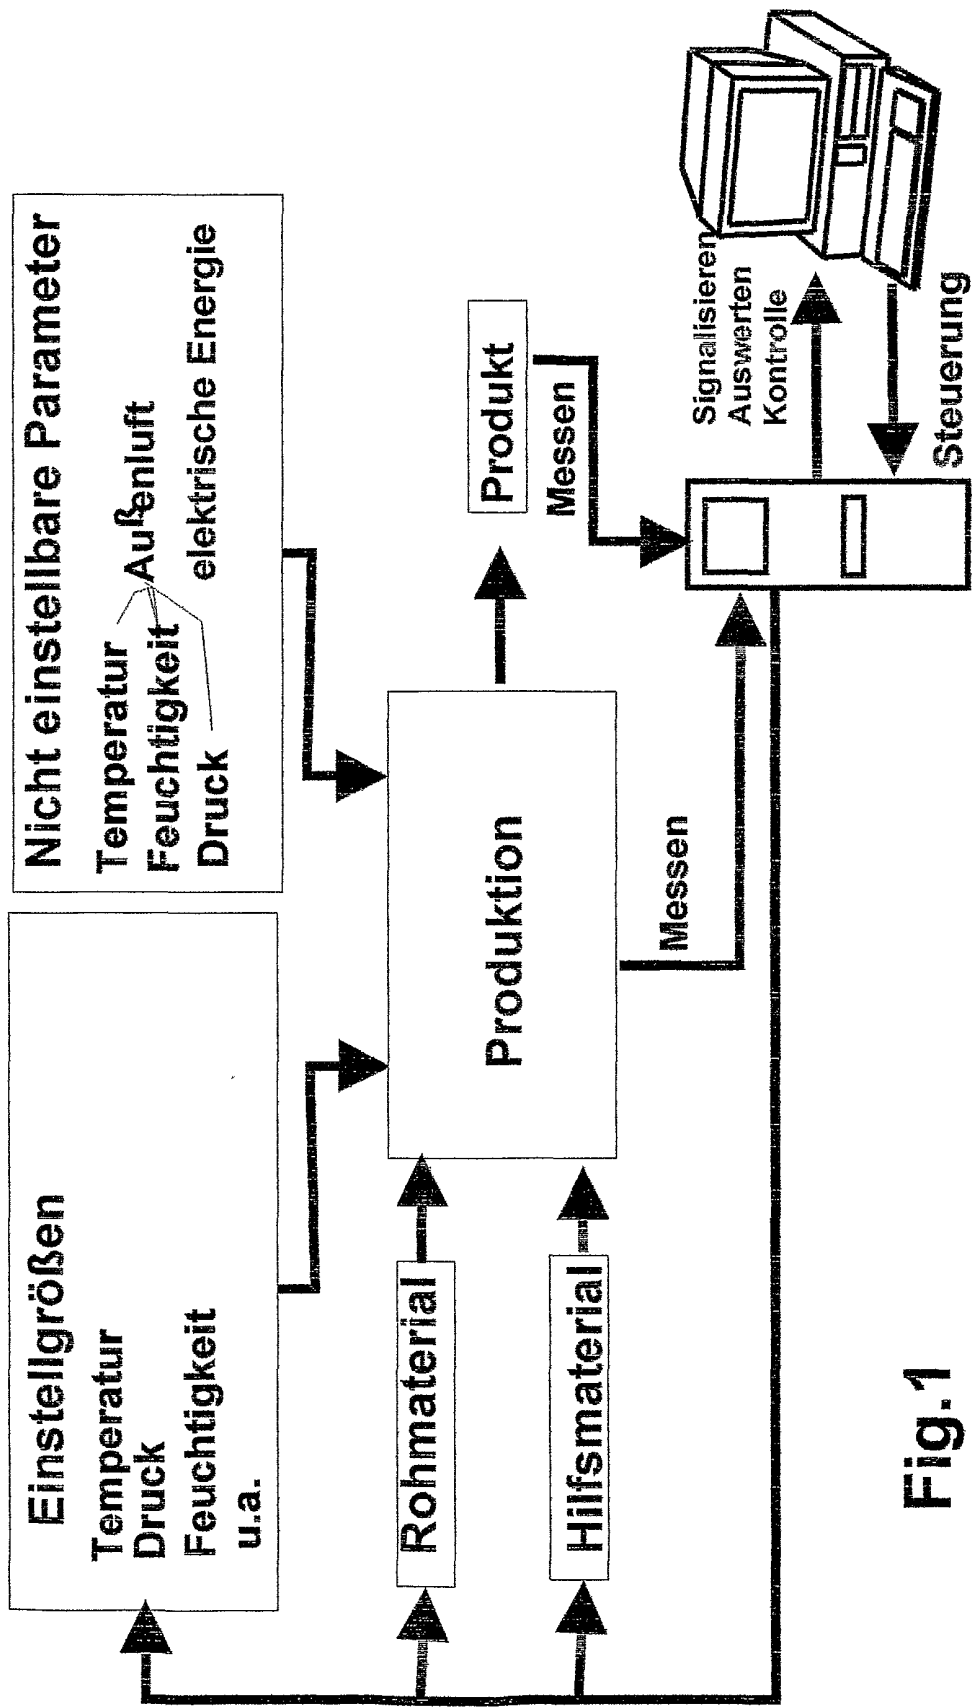 Einstellgrößen
Temperatur
Druck
Feuchtigkeit
u.a.
Nicht einstellbare Parameter
Temperatur
Feuchtigkeit
Druck
Außenluft
elektrische Energie
Rohmaterial
Hilfsmaterial
Produktion
Produkt
Messen
Messen
Signalisieren
Auswerten
Kontrolle
Steuerung
Fig.1